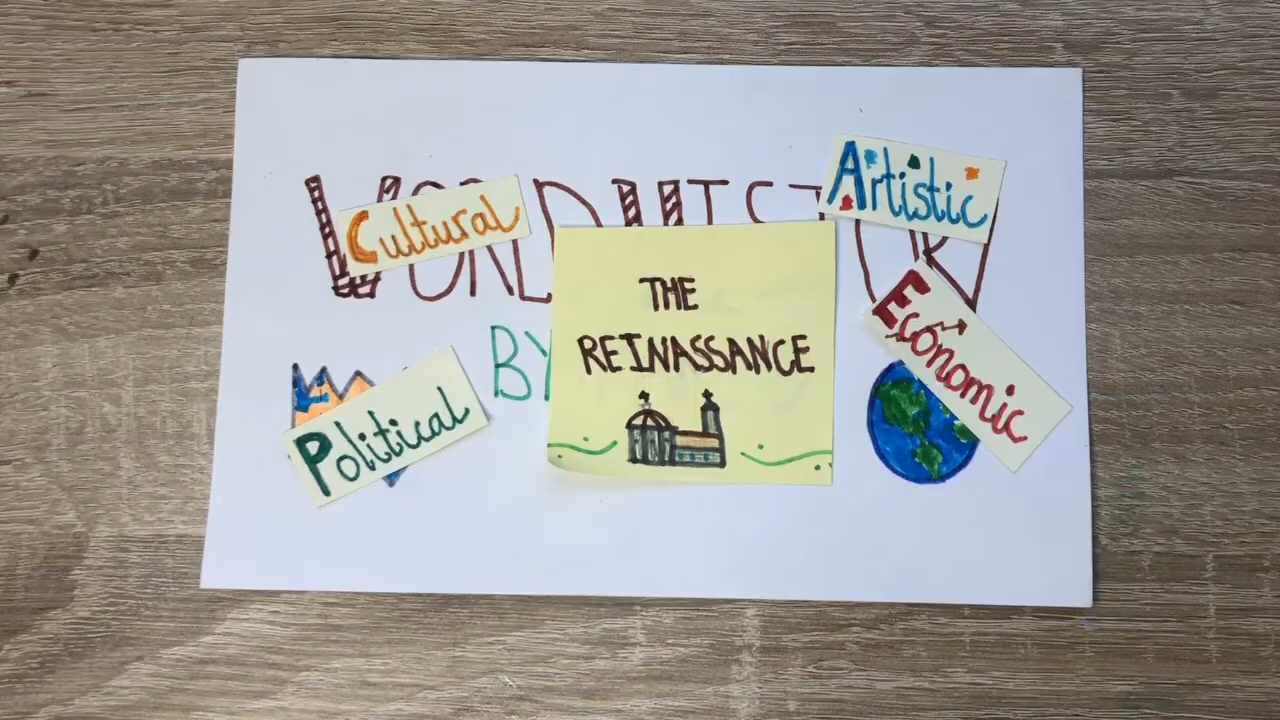 Cultural
Artistic
THE
REINASSANCE
Economic
Political
BY